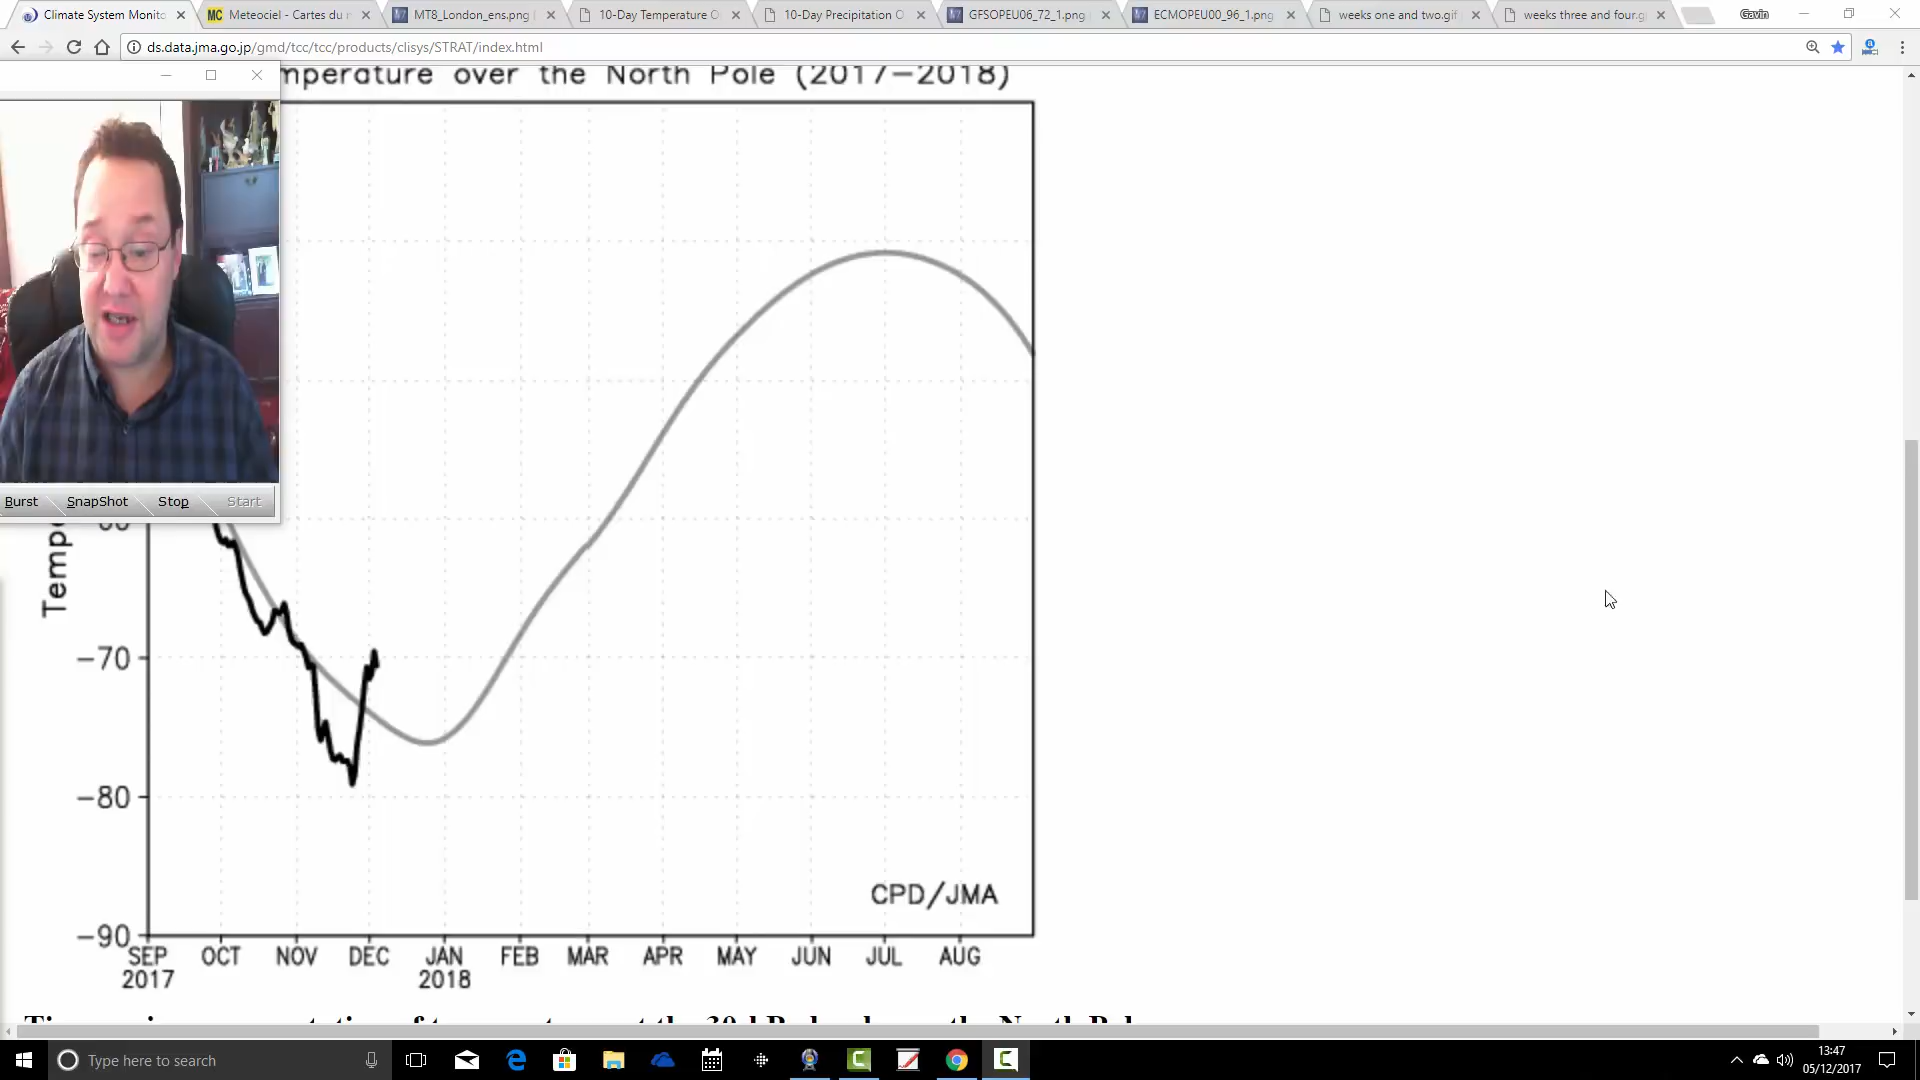 Climate System Monito
Meteociel - Cartes du m
MT8_London_ens.png
10-Day Temperature O
10-Day Precipitation O
GFSOPEU06_72_1.png
ECMOPEU00_96_1.png
weeks one and two.gif
weeks three and four.g
Gavin
ds.data.jma.go.jp/gmd/tcc/tcc/products/clisys/STRAT/index.html
mperature over the North Pole (2017-2018)
Burst SnapShot Stop Start
Tempe
-70
-80
CPD/JMA
-90
SEP OCT NOV DEC JAN FEB MAR APR MAY JUN JUL AUG
2017 2018
Type here to search
13:47
05/12/2017